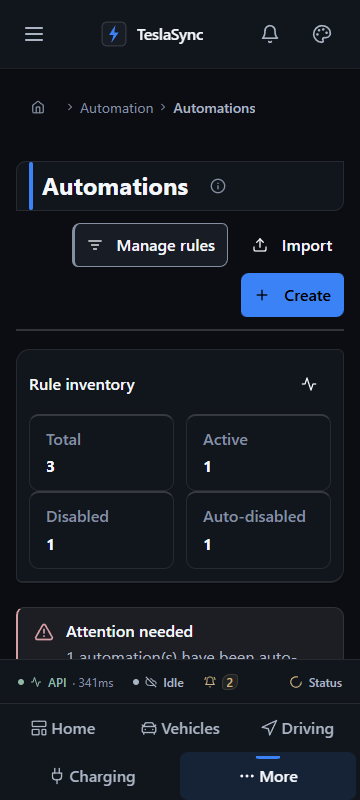 TeslaSync
Automation
Automations
Automations
Manage rules
Import
Create
Rule inventory
Total
3
Active
1
Disabled
1
Auto-disabled
1
Attention needed
1 automation(s) have been auto-
API · 341ms
Idle
2
Status
Home
Vehicles
Driving
Charging
More